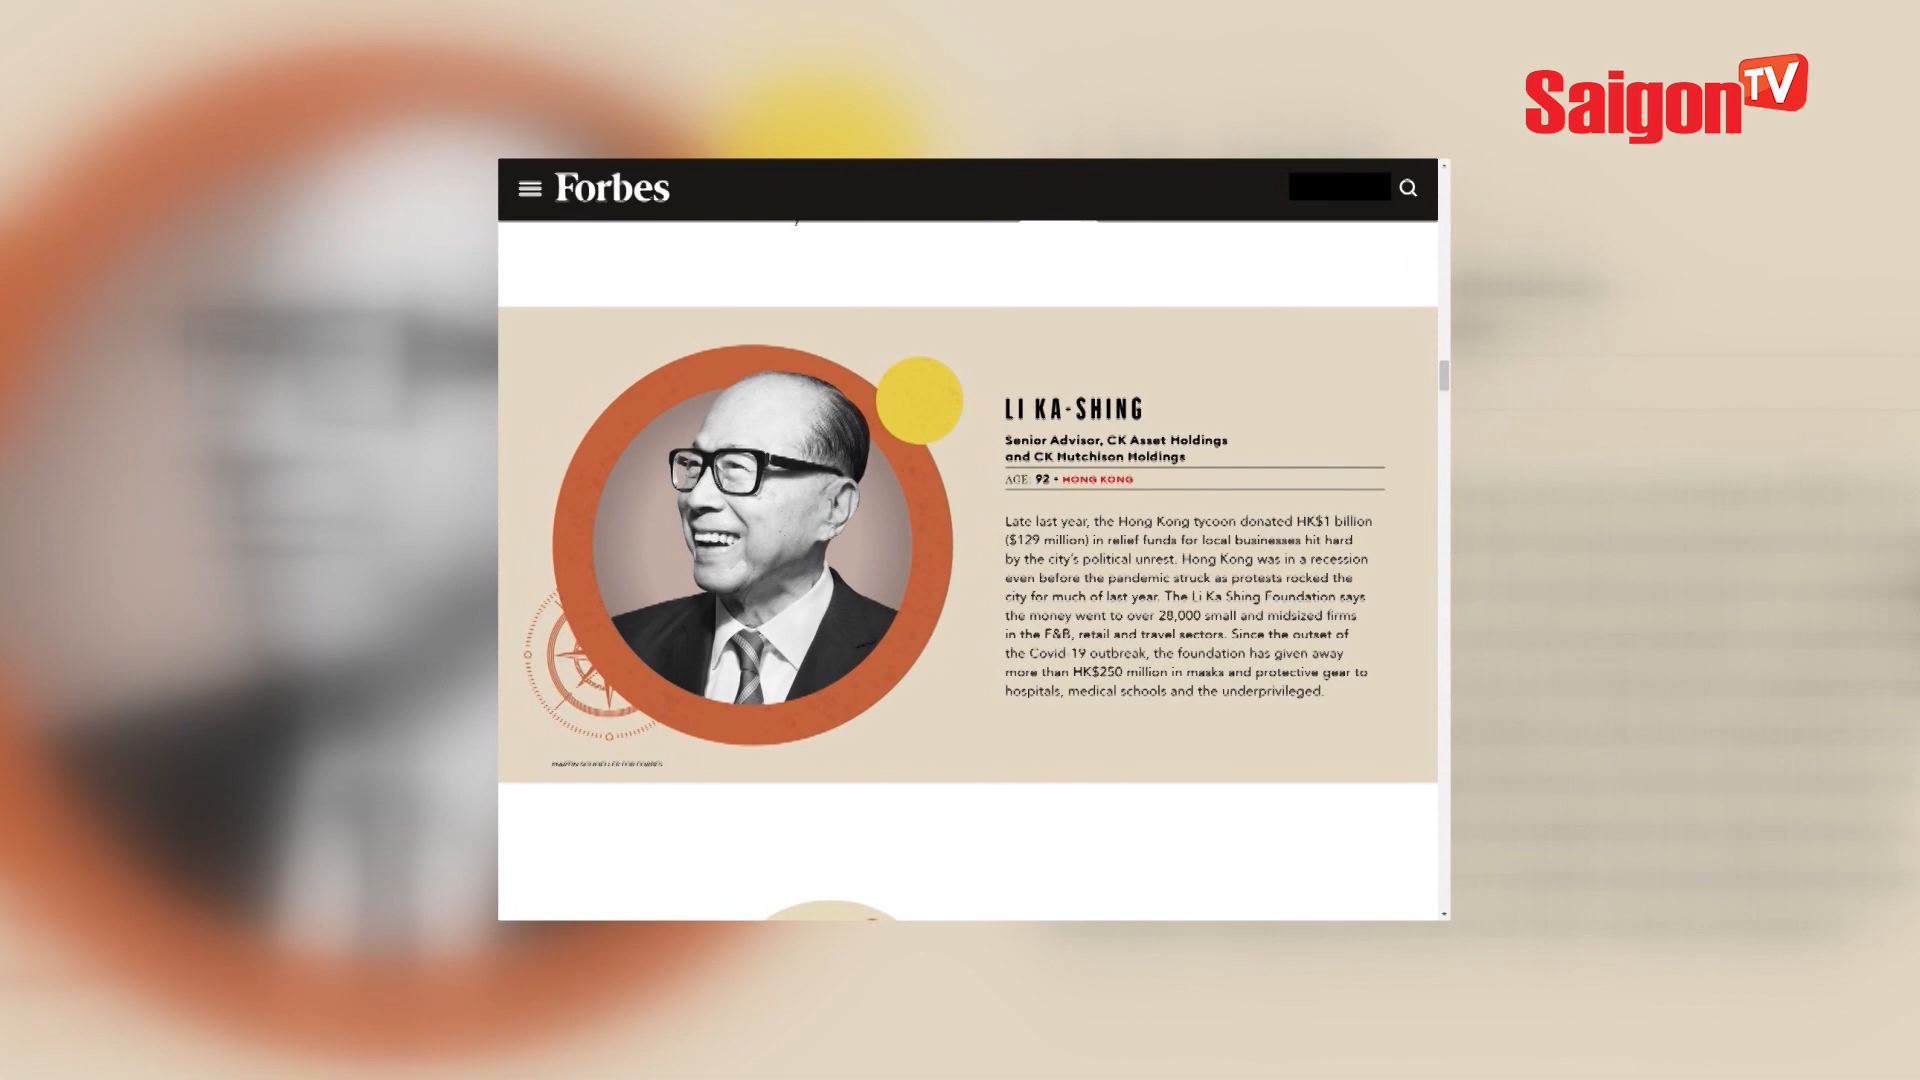 Saigon TV
Forbes
LI KA-SHING
Senior Advisor, CK Asset Holdings
and CK Hutchison Holdings
AGE: 92 • HONG KONG
Late last year, the Hong Kong tycoon donated HK$1 billion
($129 million) in relief funds for local businesses hit hard
by the city's political unrest. Hong Kong was in a recession
even before the pandemic struck as protests rocked the
city for much of last year. The Li Ka Shing Foundation says
the money went to over 28,000 small and midsized firms
in the F&B, retail and travel sectors. Since the outset of
the Covid-19 outbreak, the foundation has given away
more than HK$250 million in masks and protective gear to
hospitals, medical schools and the underprivileged.
MARTIN SCHOELLER FOR FORBES